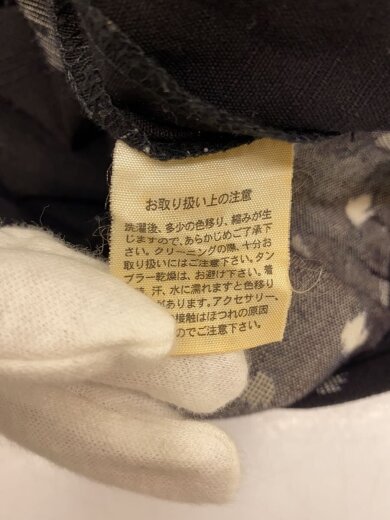 お取り扱い上の注意
洗濯後、多少の色移り、縮みが生
じますので、あらかじめご了承下
さい。クリーニングの際、十分お
取り扱いにはご注意下さい。タン
ブラー乾燥は、お避け下さい。着
き、汗、水に濡れますと色移り
があります。アクセサリー、
接触はほつれの原因
のでご注意下さい。